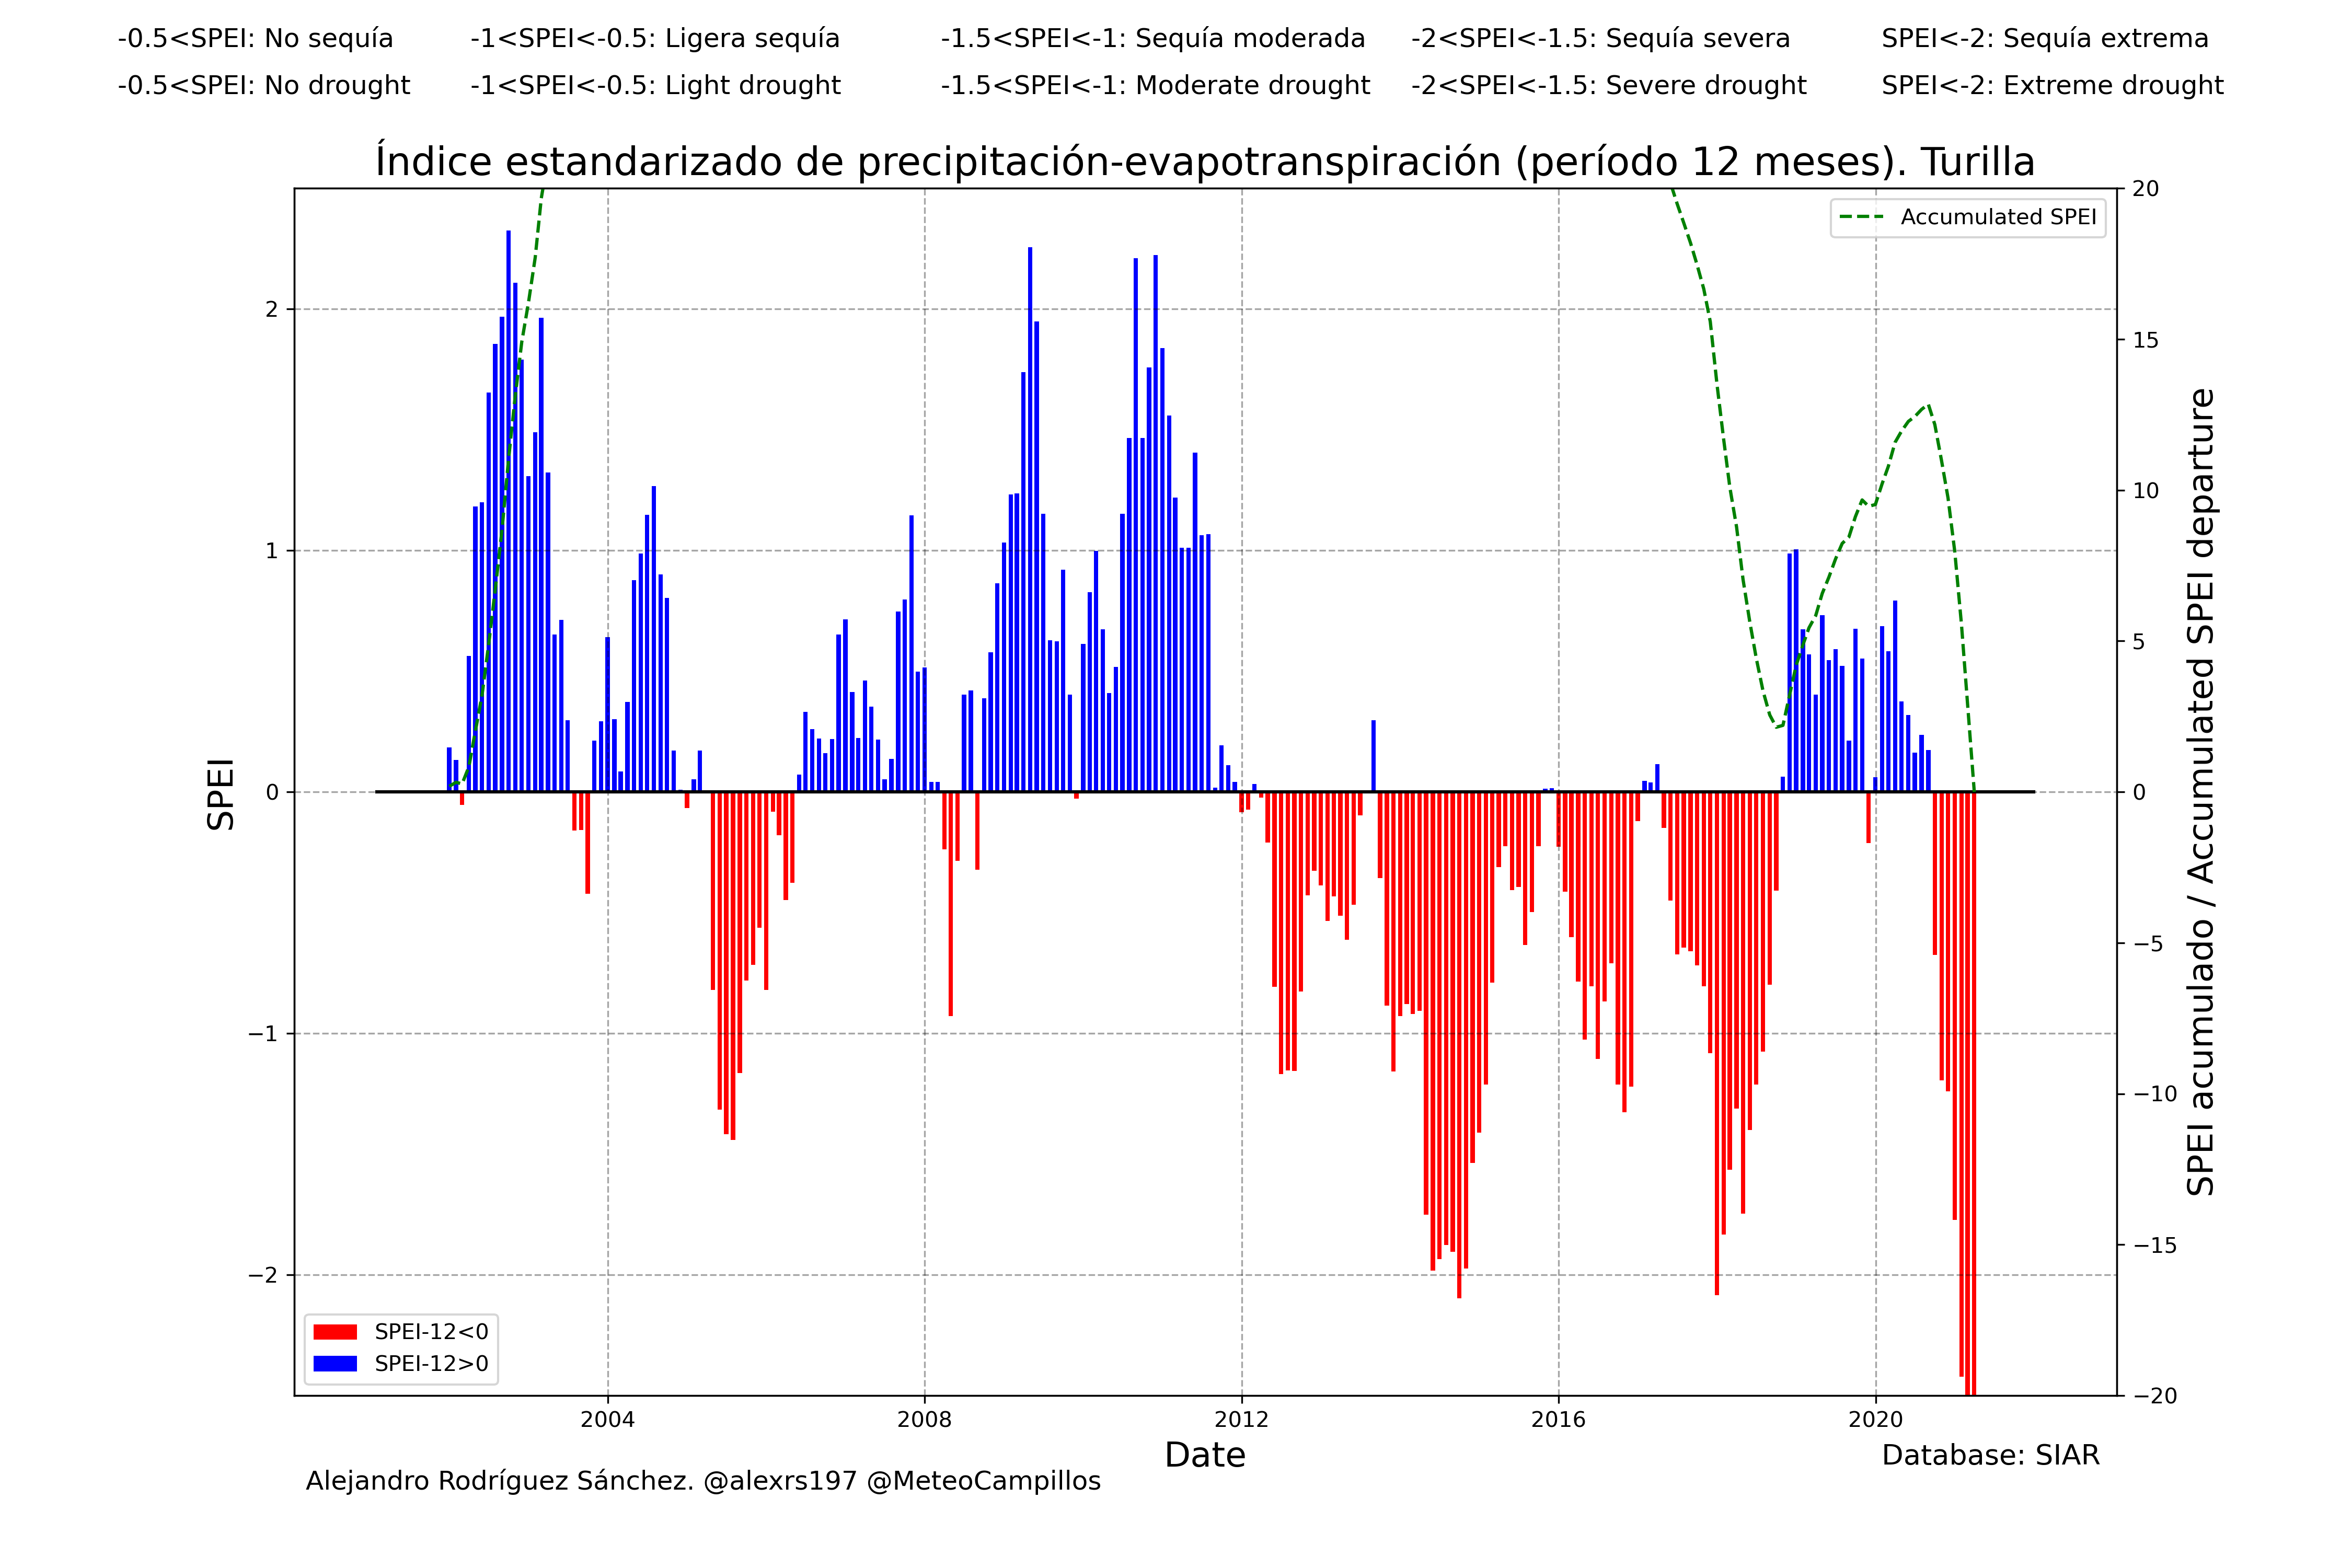 -0.5<SPEI: No sequía -1<SPEI<-0.5: Ligera sequía -1.5<SPEI<-1: Sequía moderada -2<SPEI<-1.5: Sequía severa SPEI<-2: Sequía extrema
-0.5<SPEI: No drought -1<SPEI<-0.5: Light drought -1.5<SPEI<-1: Moderate drought -2<SPEI<-1.5: Severe drought SPEI<-2: Extreme drought
Índice estandarizado de precipitación-evapotranspiración (período 12 meses). Turilla
Accumulated SPEI
SPEI
2
1
0
−1
−2
20
15
10
5
0
−5
−10
−15
−20
SPEI acumulado / Accumulated SPEI departure
SPEI-12<0
SPEI-12>0
2004 2008 2012 2016 2020
Date
Database: SIAR
Alejandro Rodríguez Sánchez. @alexrs197 @MeteoCampillos